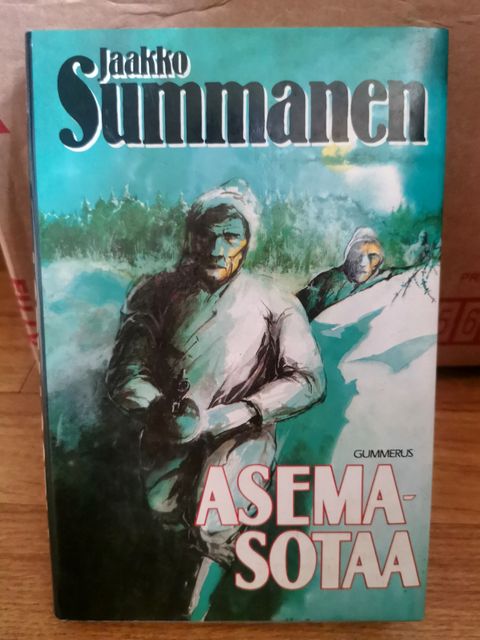 Jaakko
Summanen
GUMMERUS
ASEMA-
SOTAA